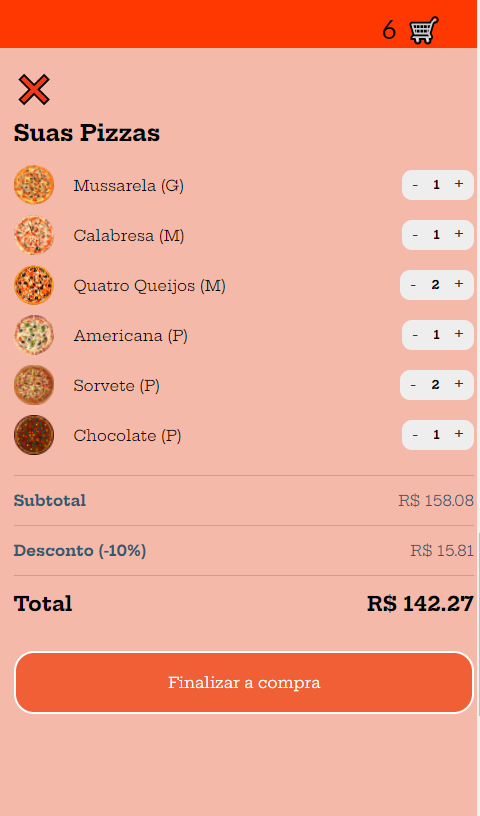 6
Suas Pizzas
Mussarela (G) - 1 +
Calabresa (M) - 1 +
Quatro Queijos (M) - 2 +
Americana (P) - 1 +
Sorvete (P) - 2 +
Chocolate (P) - 1 +
Subtotal R$ 158.08
Desconto (-10%) R$ 15.81
Total R$ 142.27
Finalizar a compra